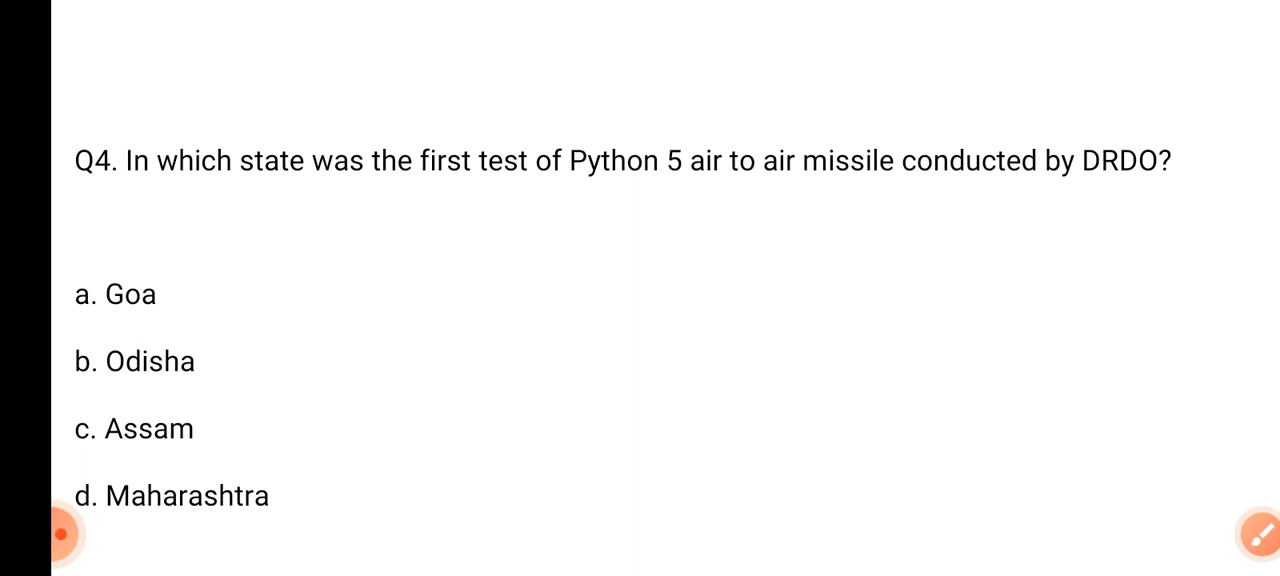 Q4. In which state was the first test of Python 5 air to air missile conducted by DRDO?
a. Goa
b. Odisha
c. Assam
d. Maharashtra